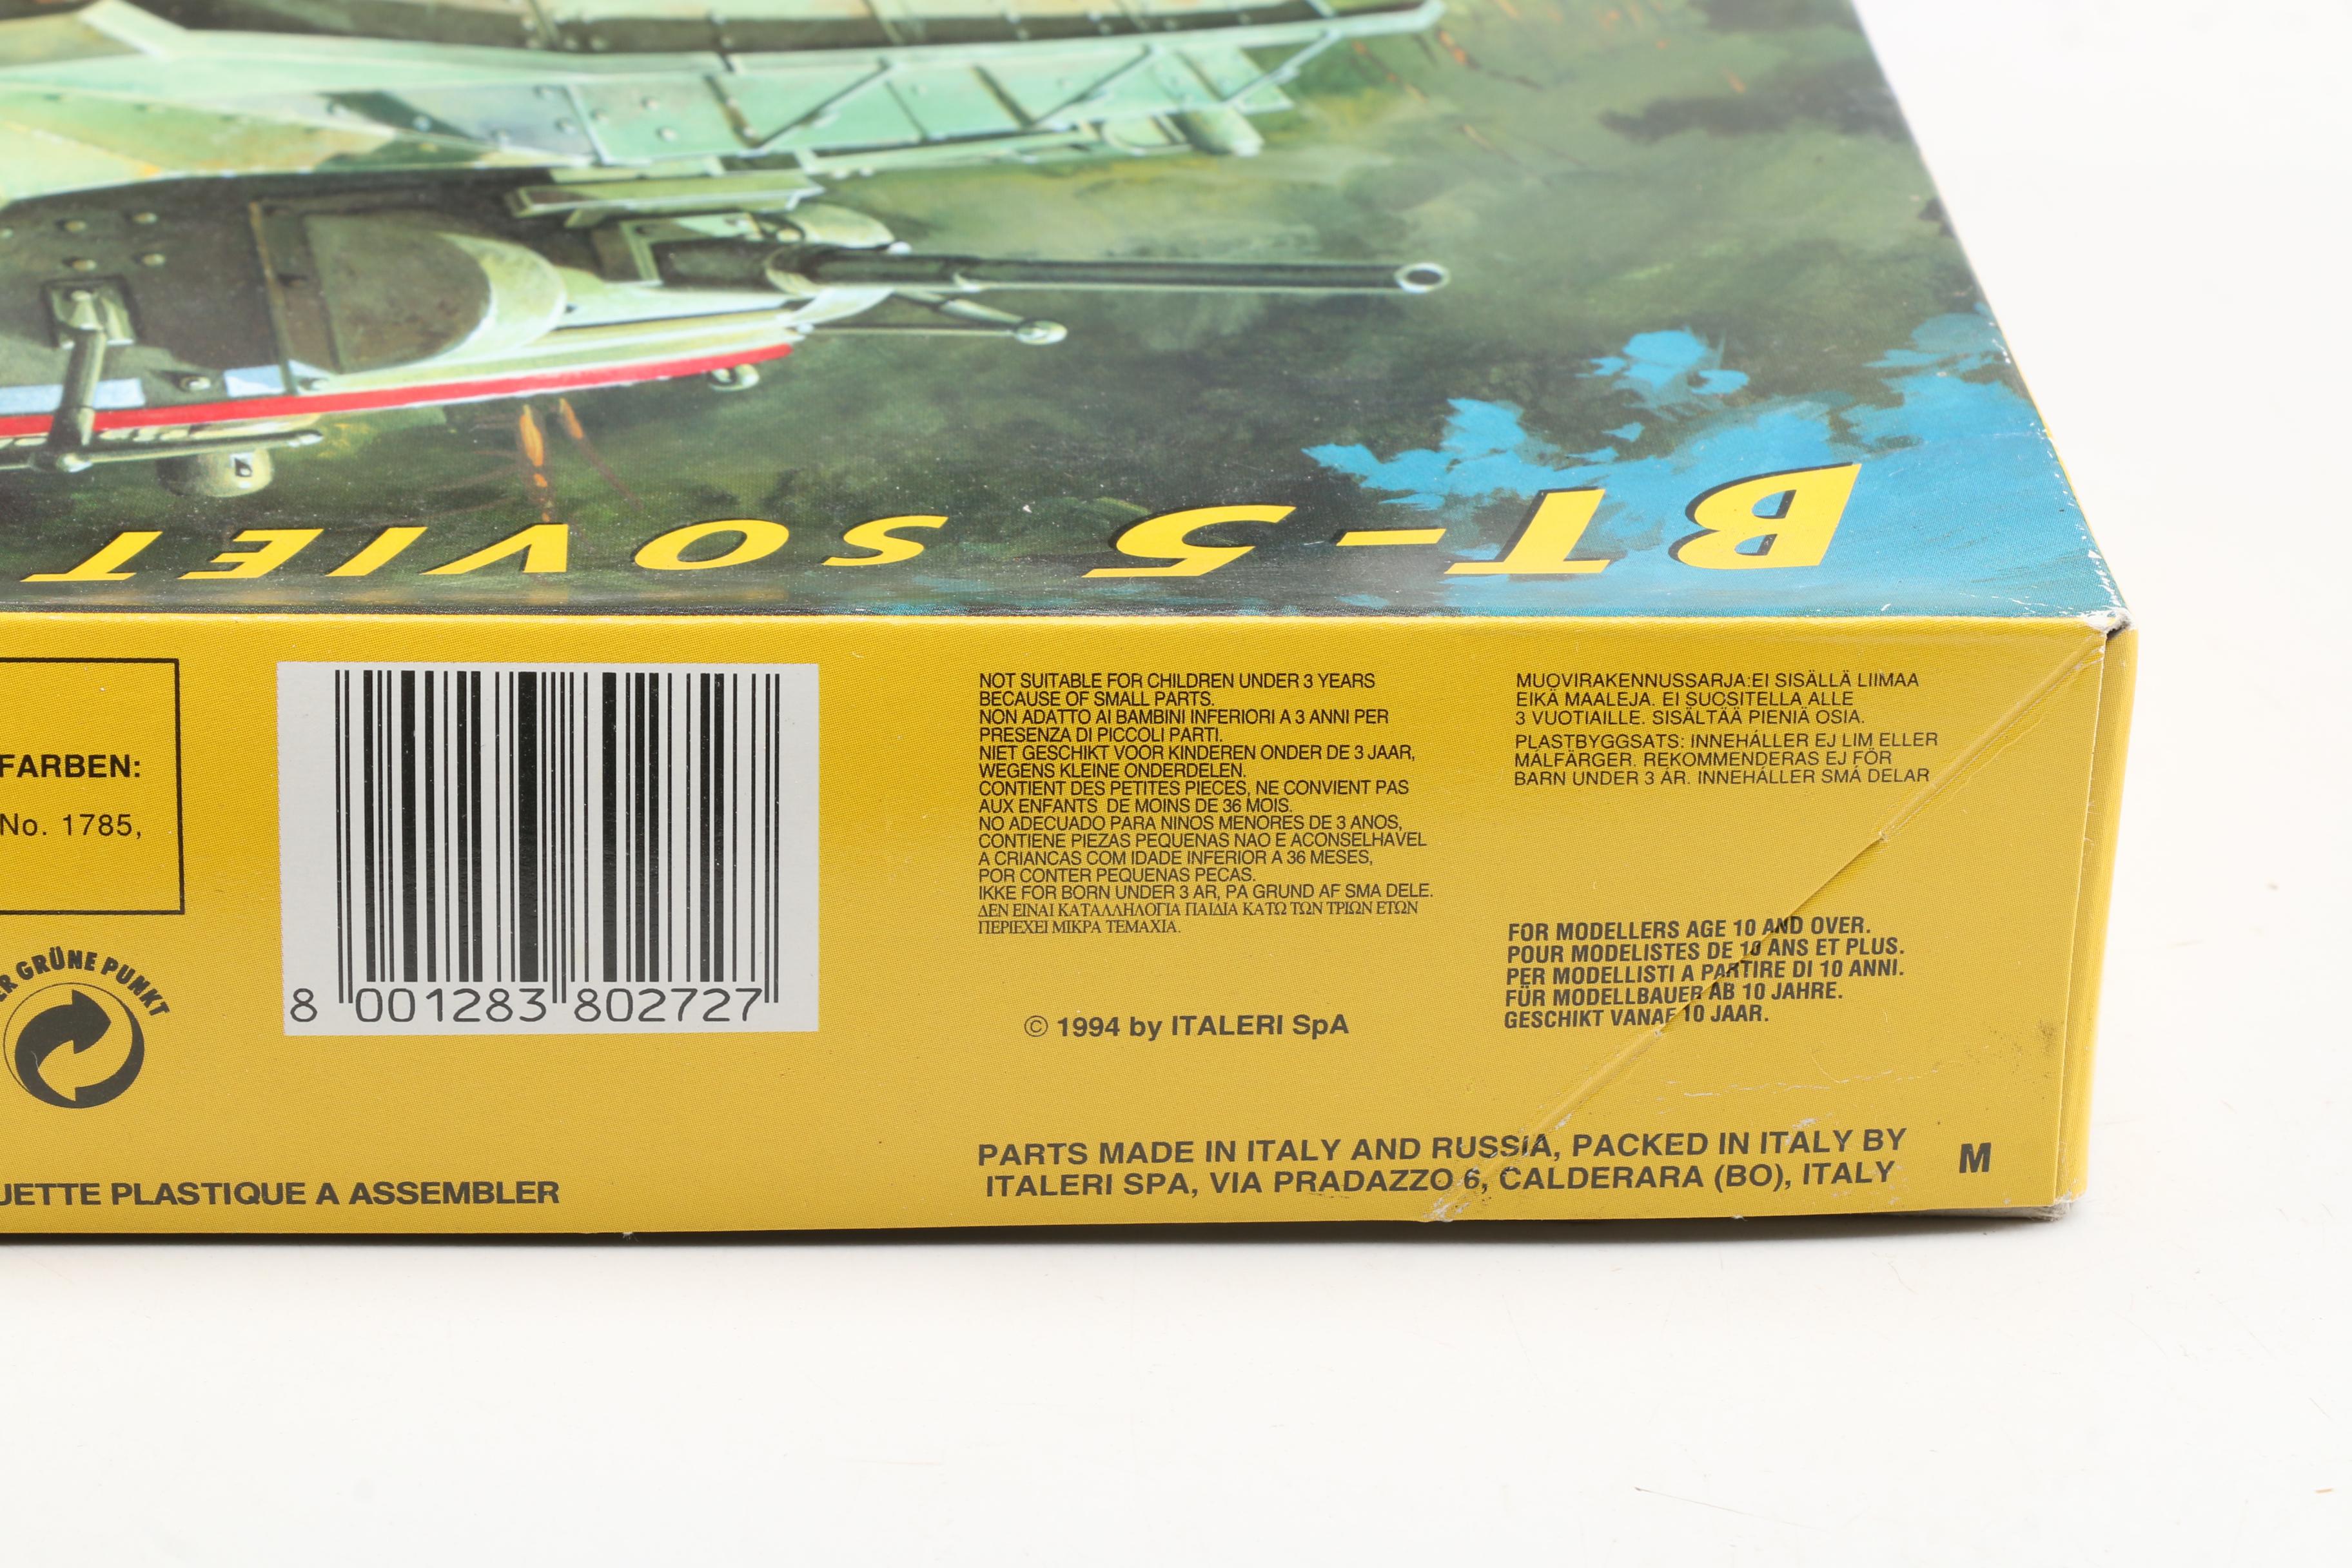 BT-5 SOVIET
FARBEN:
No. 1785,
GRÜNE PUNKT
8 001283 802727
PLASTIQUE A ASSEMBLER
NOT SUITABLE FOR CHILDREN UNDER 3 YEARS
BECAUSE OF SMALL PARTS.
NON ADATTO AI BAMBINI INFERIORI A 3 ANNI PER
PRESENZA DI PICCOLI PARTI.
NIET GESCHIKT VOOR KINDEREN ONDER DE 3 JAAR,
WEGENS KLEINE ONDERDELEN.
CONTIENT DES PETITES PIECES, NE CONVIENT PAS
AUX ENFANTS DE MOINS DE 36 MOIS.
NO ADECUADO PARA NINOS MENORES DE 3 ANOS,
CONTIENE PIEZAS PEQUENAS NAO E ACONSELHAVEL
A CRIANCAS COM IDADE INFERIOR A 36 MESES,
POR CONTER PEQUENAS PECAS.
IKKE FOR BORN UNDER 3 AR, PA GRUND AF SMA DELE.
ΔΕΝ ΕΙΝΑΙ ΚΑΤΑΛΛΗΛΟΓΙΑ ΠΑΙΔΙΑ ΚΑΤΩ ΤΩΝ ΤΡΙΩΝ ΕΤΩΝ
ΠΕΡΙΕΧΕΙ ΜΙΚΡΑ ΤΕΜΑΧΙΑ.
© 1994 by ITALERI SpA
MUOVIRAKENNUSSARJA:EI SISÄLLÄ LIIMAA
EIKÄ MAALEJA. EI SUOSITELLA ALLE
3 VUOTIAILLE. SISÄLTÄÄ PIENIÄ OSIA.
PLASTBYGGSATS: INNEHÁLLER EJ LIM ELLER
MÁLFÄRGER. REKOMMENDERAS EJ FÖR
BARN UNDER 3 ÁR. INNEHÁLLER SMÁ DELAR
FOR MODELLERS AGE 10 AND OVER.
POUR MODELISTES DE 10 ANS ET PLUS.
PER MODELLISTI A PARTIRE DI 10 ANNI.
FÜR MODELLBAUER AB 10 JAHRE.
GESCHIKT VANAF 10 JAAR.
PARTS MADE IN ITALY AND RUSSIA, PACKED IN ITALY BY
ITALERI SPA, VIA PRADAZZO 6, CALDERARA (BO), ITALY
M